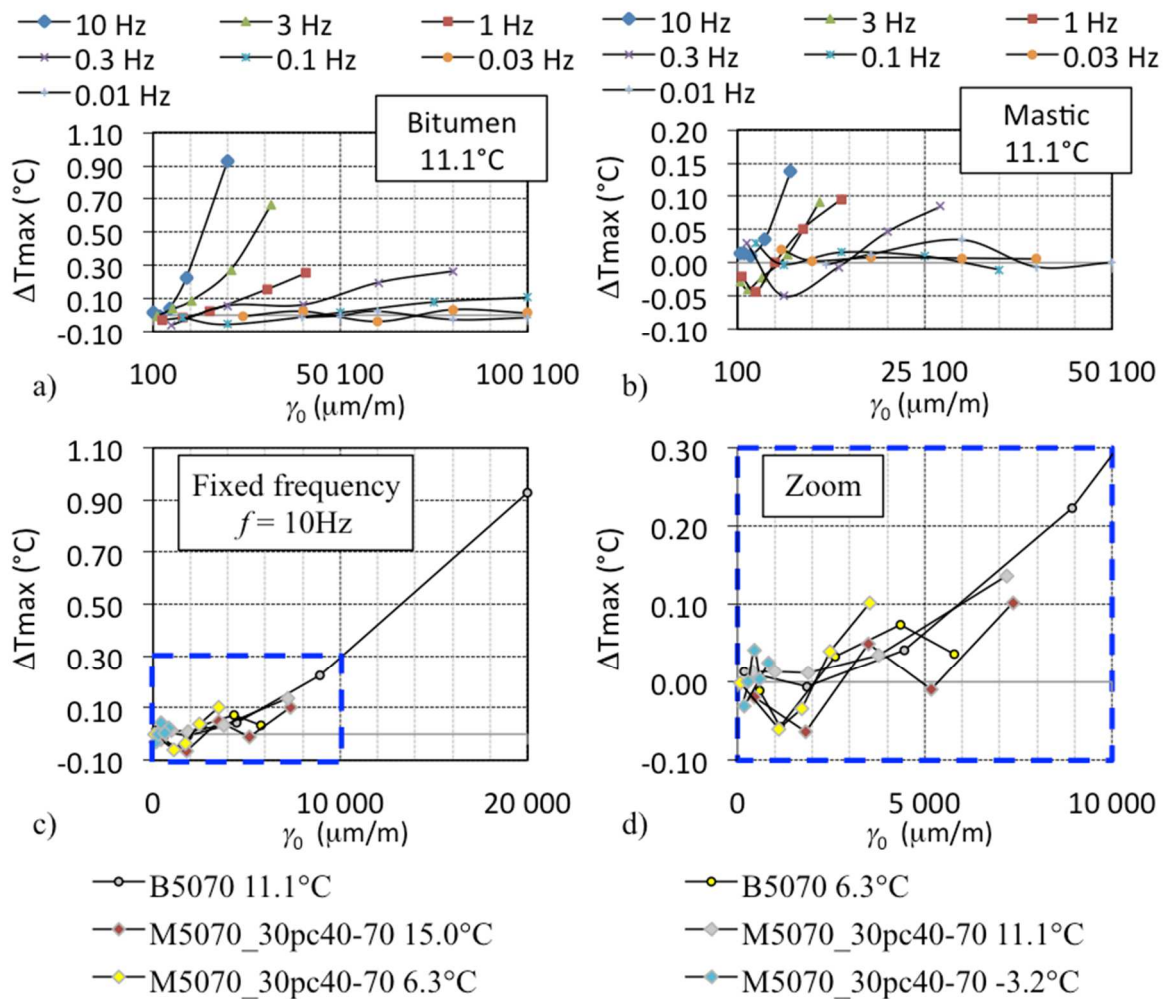 10 Hz 3 Hz 1 Hz
0.3 Hz 0.1 Hz 0.03 Hz
0.01 Hz
Bitumen
11.1°C
1.10
0.90
0.70
0.50
0.30
0.10
-0.10
ΔTmax (°C)
100 50 100 100 100
γ0 (μm/m)
a)
10 Hz 3 Hz 1 Hz
0.3 Hz 0.1 Hz 0.03 Hz
0.01 Hz
Mastic
11.1°C
0.20
0.15
0.10
0.05
0.00
-0.05
-0.10
ΔTmax (°C)
100 25 100 50 100
γ0 (μm/m)
b)
Fixed frequency
f = 10Hz
1.10
0.90
0.70
0.50
0.30
0.10
-0.10
ΔTmax (°C)
0 10 000 20 000
γ0 (μm/m)
c)
Zoom
0.30
0.20
0.10
0.00
-0.10
ΔTmax (°C)
0 5 000 10 000
γ0 (μm/m)
d)
B5070 11.1°C
M5070_30pc40-70 15.0°C
M5070_30pc40-70 6.3°C
B5070 6.3°C
M5070_30pc40-70 11.1°C
M5070_30pc40-70 -3.2°C